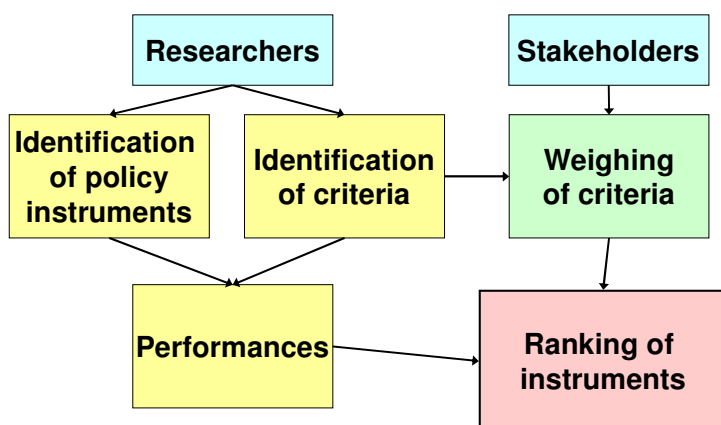 Researchers
Stakeholders
Identification
of policy
instruments
Identification
of criteria
Weighing
of criteria
Performances
Ranking of
instruments